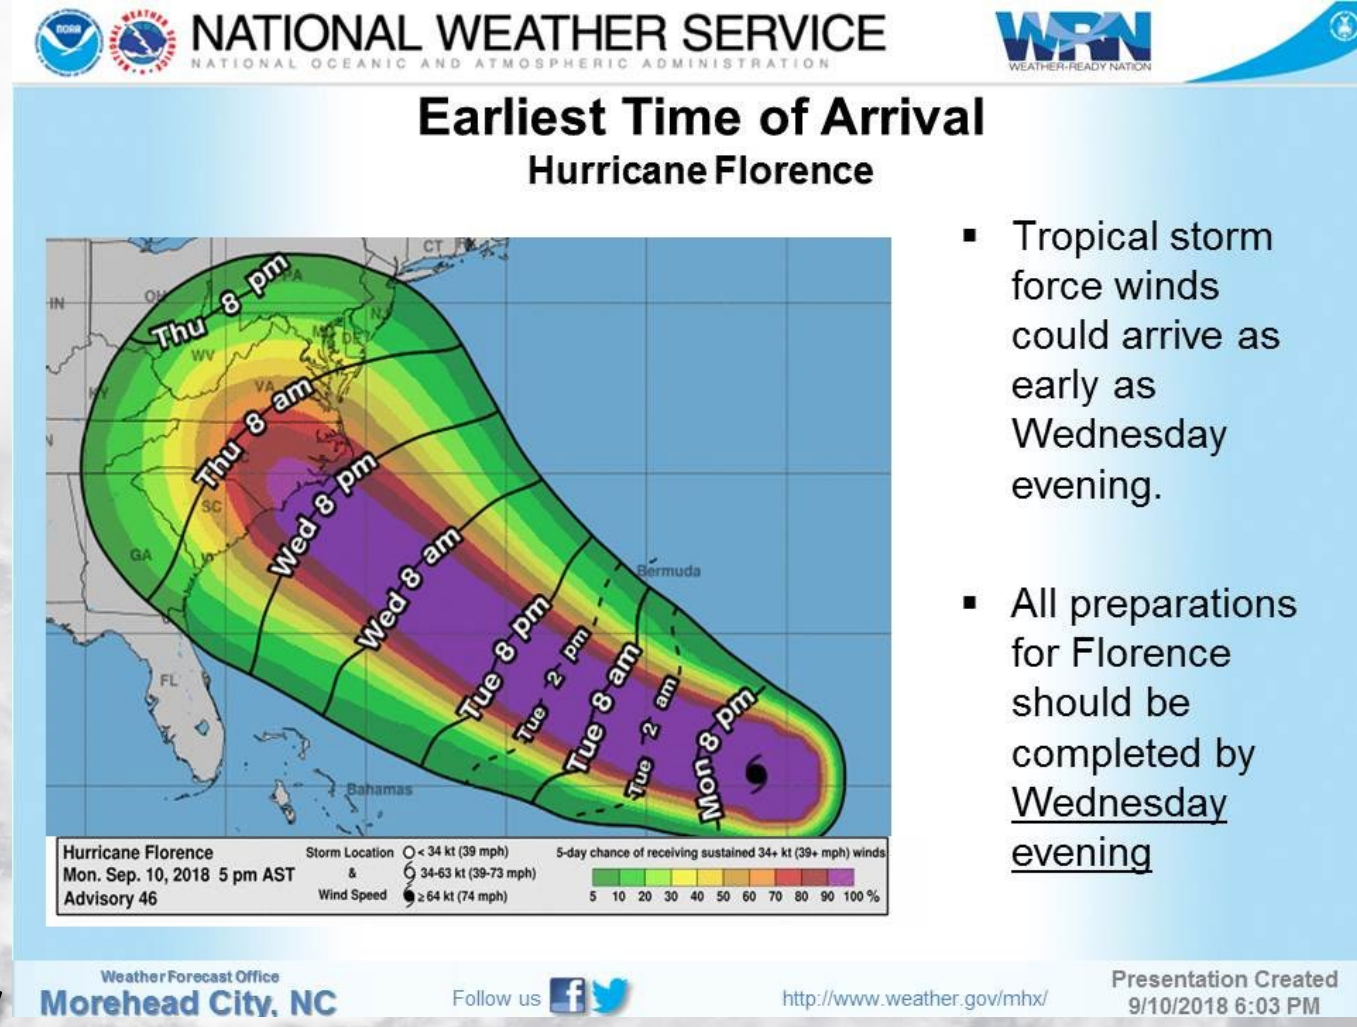 NOAA
NATIONAL WEATHER SERVICE
NATIONAL OCEANIC AND ATMOSPHERIC ADMINISTRATION
WRN
WEATHER-READY NATION
Earliest Time of Arrival
Hurricane Florence
CT
IN
OH
PA
NJ
MD
DE
WV
KY
VA
SC
GA
FL
Bermuda
Bahamas
Thu 8 pm
Thu 8 am
Wed 8 pm
Wed 8 am
Tue 8 pm
Tue 2 pm
Tue 8 am
Tue 2 am
Mon 8 pm
Hurricane Florence
Mon. Sep. 10, 2018 5 pm AST
Advisory 46
Storm Location
&
Wind Speed
< 34 kt (39 mph)
34-63 kt (39-73 mph)
≥ 64 kt (74 mph)
5-day chance of receiving sustained 34+ kt (39+ mph) winds
5 10 20 30 40 50 60 70 80 90 100 %
▪ Tropical storm
force winds
could arrive as
early as
Wednesday
evening.
▪ All preparations
for Florence
should be
completed by
Wednesday
evening
Weather Forecast Office
Morehead City, NC
Follow us
http://www.weather.gov/mhx/
Presentation Created
9/10/2018 6:03 PM